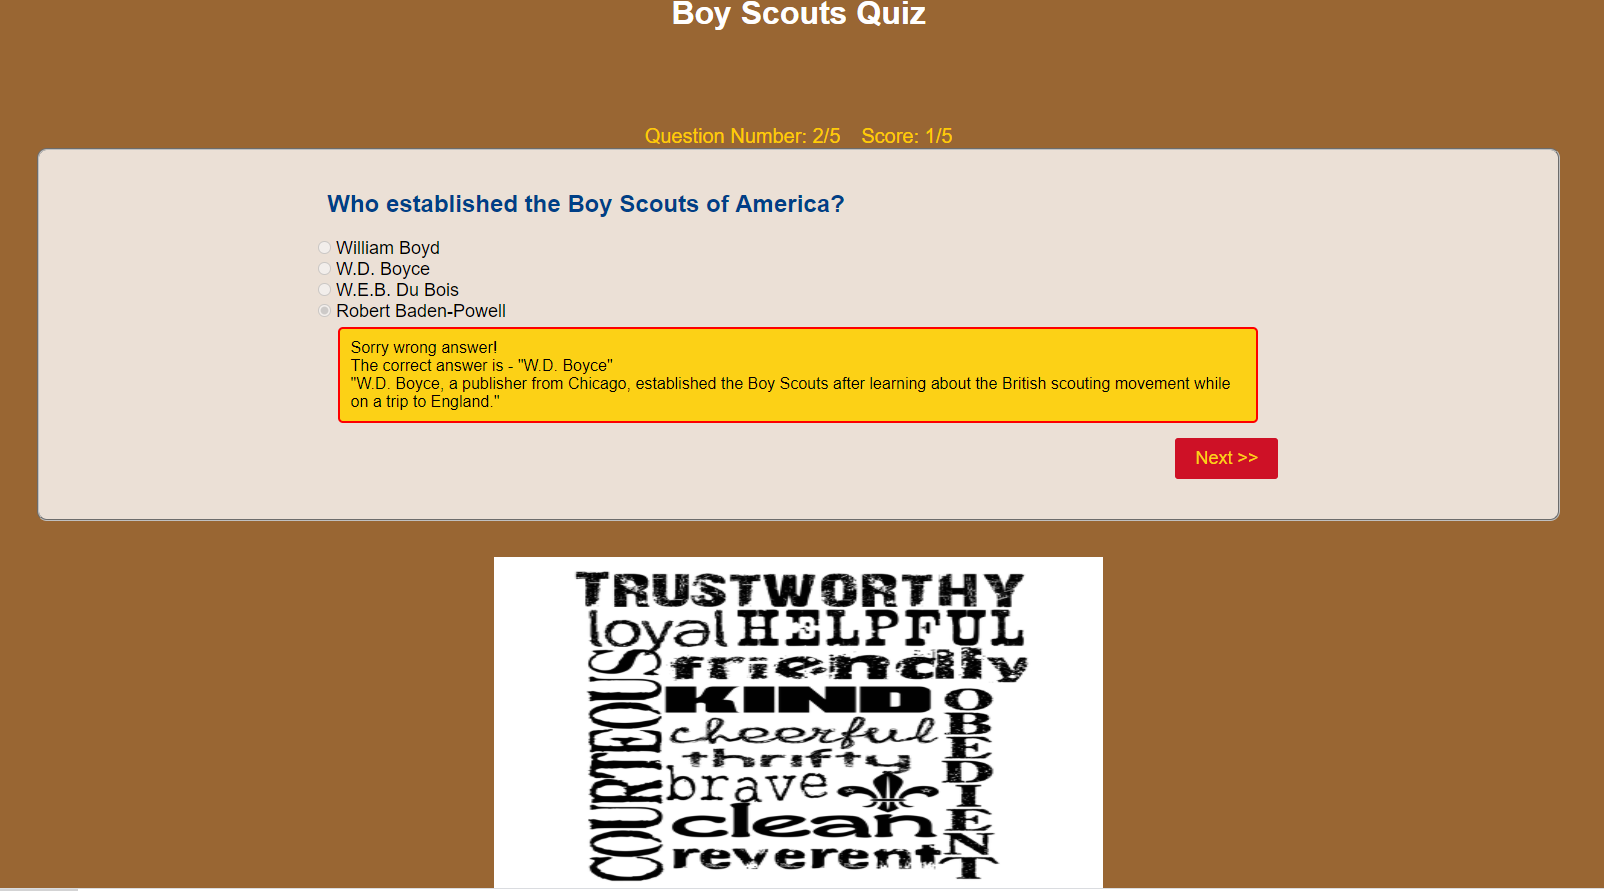 Boy Scouts Quiz
Question Number: 2/5 Score: 1/5
Who established the Boy Scouts of America?
William Boyd
W.D. Boyce
W.E.B. Du Bois
Robert Baden-Powell
Sorry wrong answer!
The correct answer is - "W.D. Boyce"
"W.D. Boyce, a publisher from Chicago, established the Boy Scouts after learning about the British scouting movement while
on a trip to England."
Next >>
TRUSTWORTHY
loyal HELPFUL
COURTEOUS
friendly
KIND
OBEDIENT
cheerful
thrifty
brave
clean
reverent